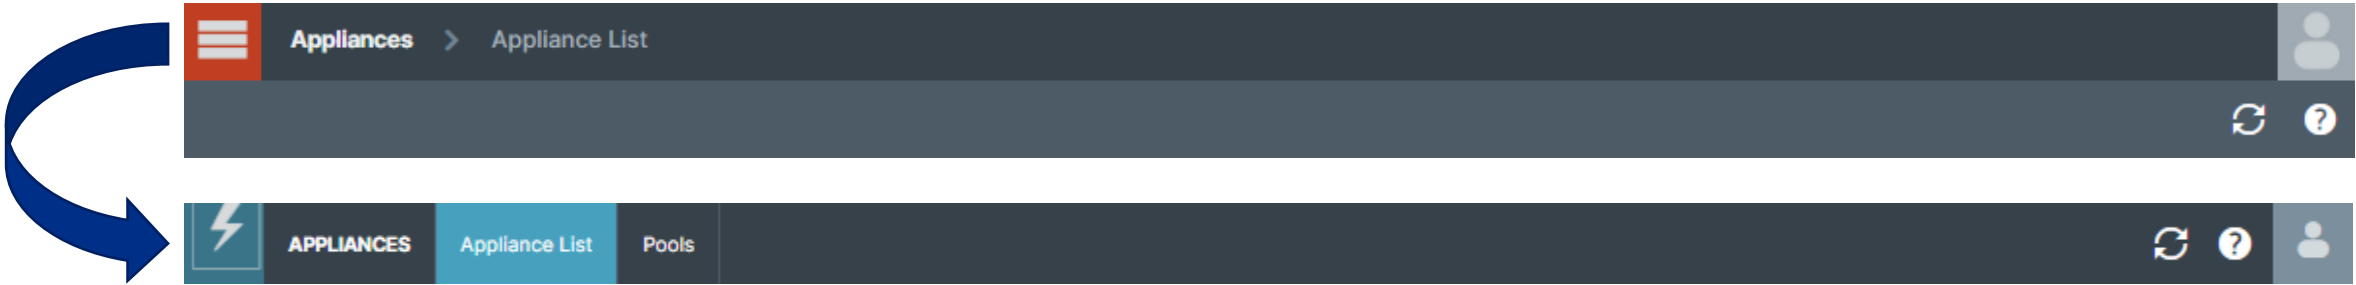 Appliances > Appliance List
?
APPLIANCES Appliance List Pools ?